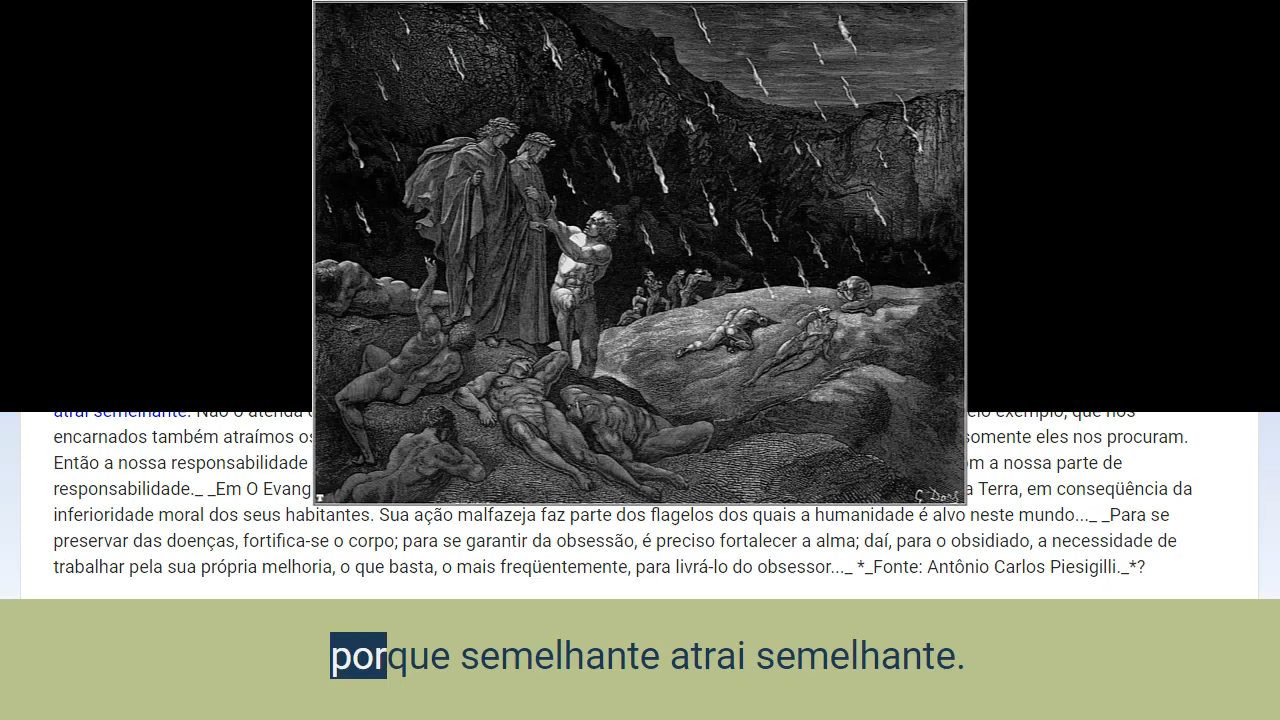 G. Doré
atrai semelhante. Não o atenda exemplo, que nós
encarnados também atraímos os somente eles nos procuram.
Então a nossa responsabilidade a nossa parte de
responsabilidade._ _Em O Evang a Terra, em conseqüência da
inferioridade moral dos seus habitantes. Sua ação malfazeja faz parte dos flagelos dos quais a humanidade é alvo neste mundo..._ _Para se
preservar das doenças, fortifica-se o corpo; para se garantir da obsessão, é preciso fortalecer a alma; daí, para o obsidiado, a necessidade de
trabalhar pela sua própria melhoria, o que basta, o mais freqüentemente, para livrá-lo do obsessor..._ *_Fonte: Antônio Carlos Piesigilli._*?
porque semelhante atrai semelhante.